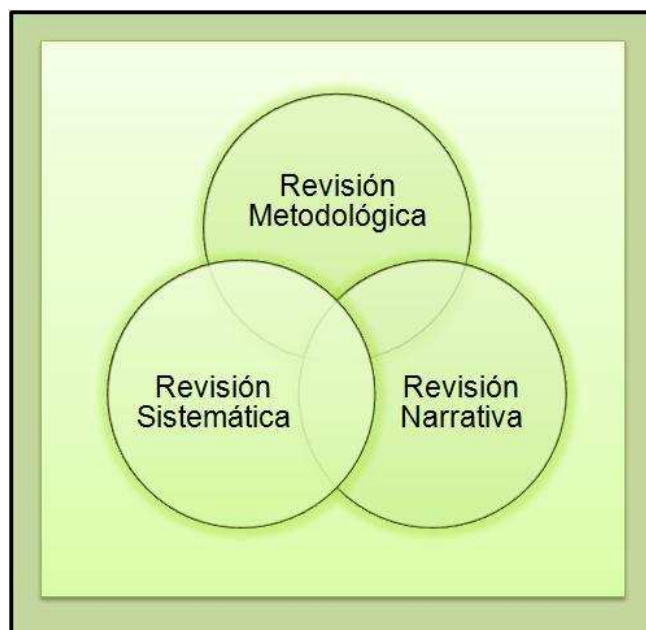 Revisión
Metodológica
Revisión
Sistemática
Revisión
Narrativa